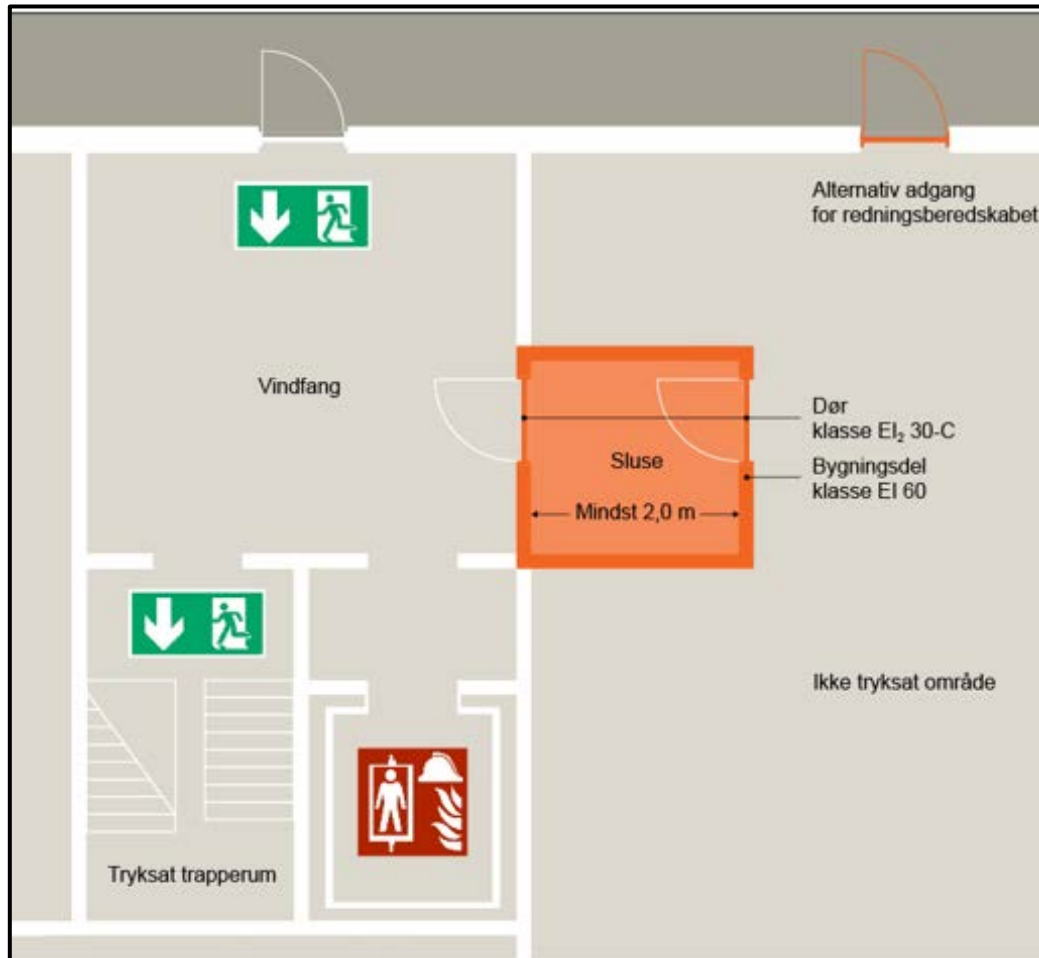 Alternativ adgang
for redningsberedskabet
Vindfang
Dør
klasse EI₂ 30-C
Sluse
Bygningsdel
klasse EI 60
Mindst 2,0 m
Ikke tryksat område
Tryksat trapperum